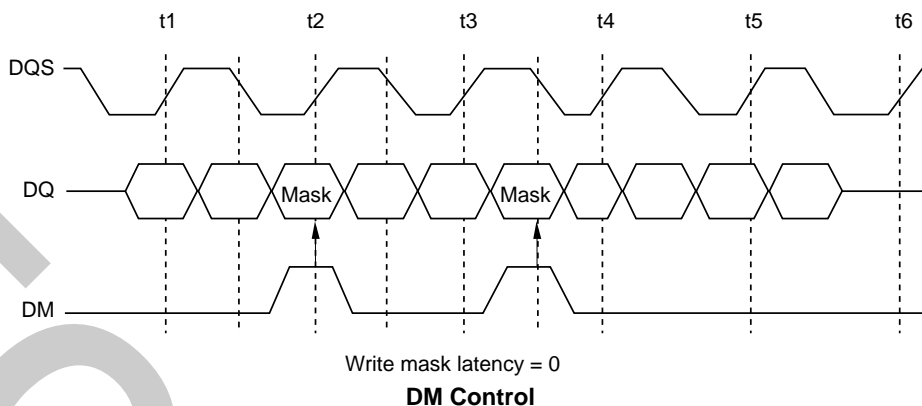 t1 t2 t3 t4 t5 t6
DQS
DQ Mask Mask
DM
Write mask latency = 0
DM Control